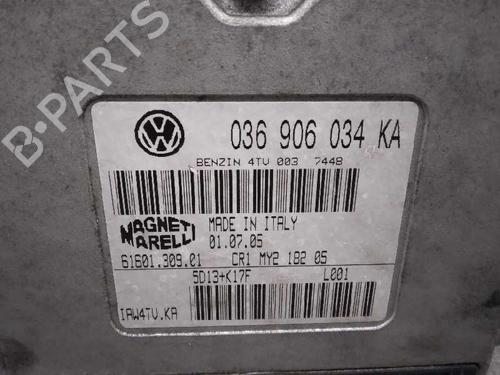 036 906 034 KA
BENZIN 4TV 003 7448
MAGNETI MARELLI
MADE IN ITALY
01.07.05
61601.309.01 CR1 MY2 182 05
5D13+K17F L001
IAW4TV.KA
B-PARTS